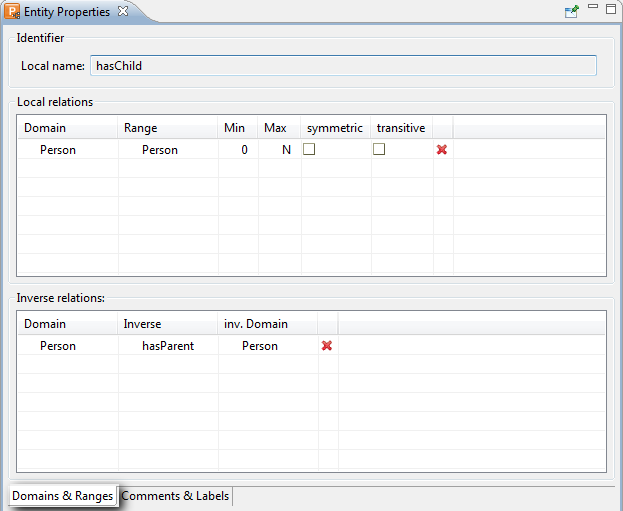 Entity Properties
Identifier
Local name: hasChild
Local relations
Domain Range Min Max symmetric transitive
Person Person 0 N
Inverse relations:
Domain Inverse inv. Domain
Person hasParent Person
Domains & Ranges Comments & Labels